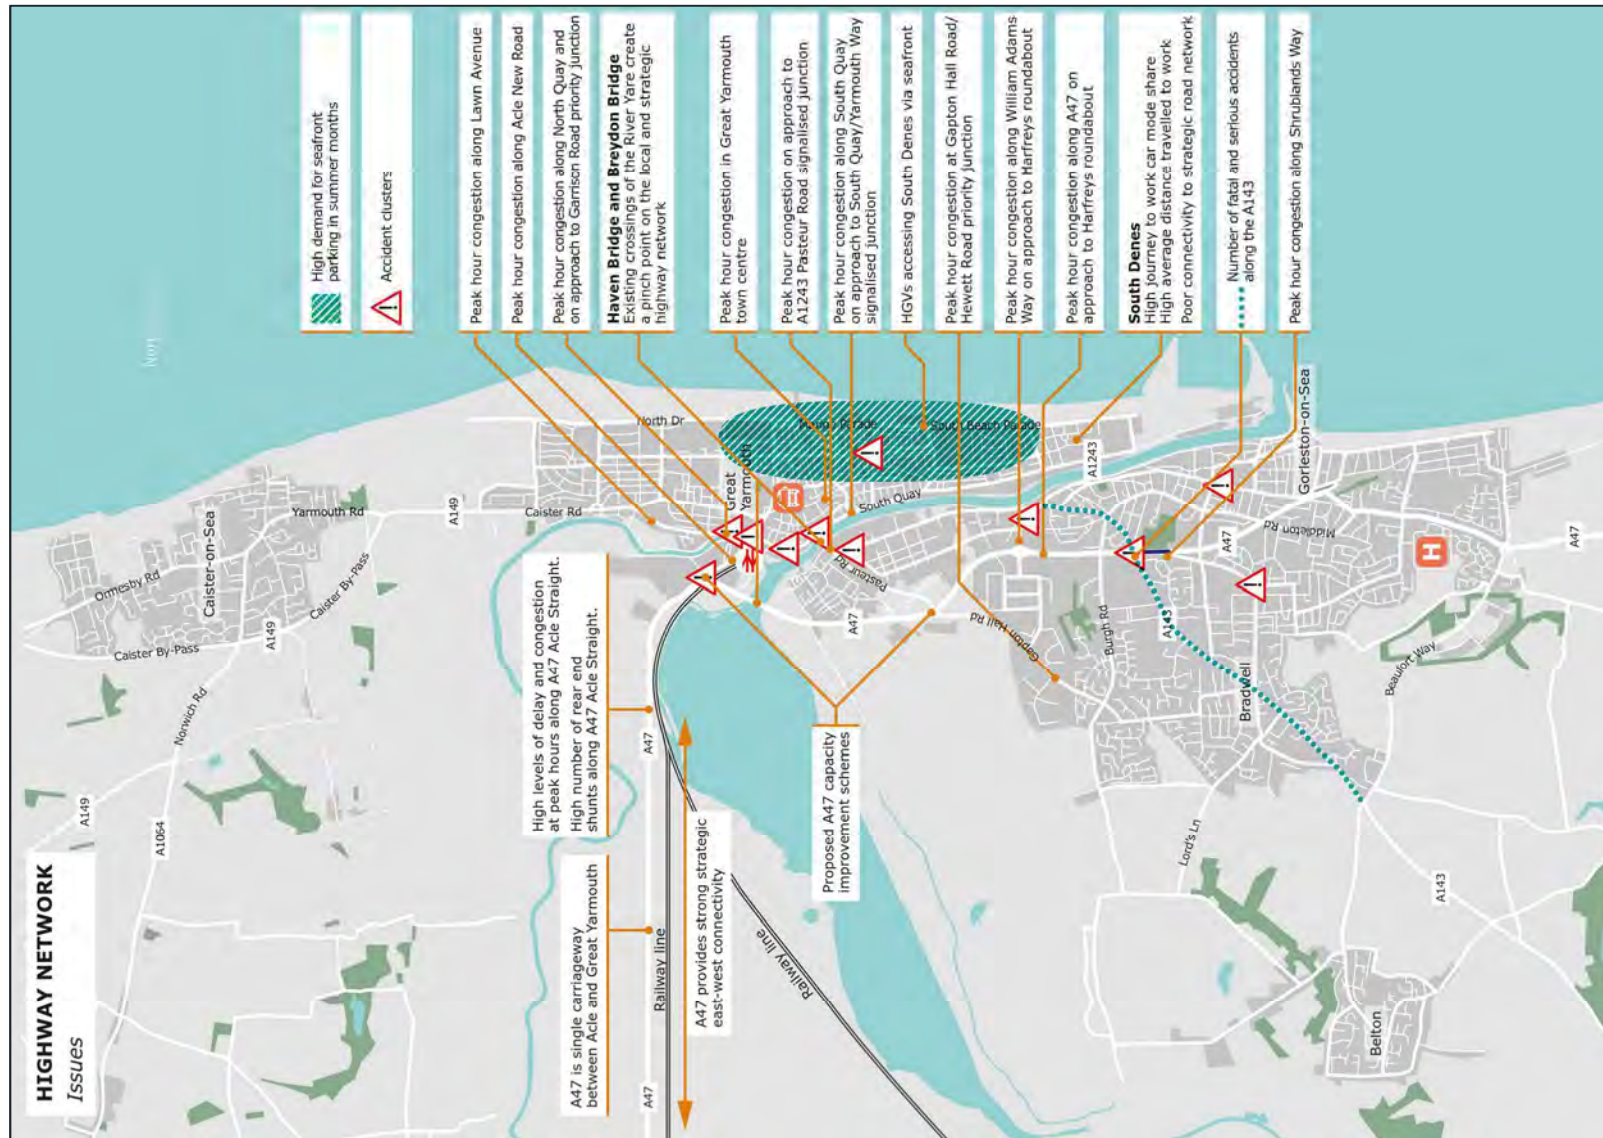 HIGHWAY NETWORK
Issues
High demand for seafront
parking in summer months
Accident clusters
Peak hour congestion along Lawn Avenue
Peak hour congestion along Acle New Road
Peak hour congestion along North Quay and
on approach to Garrison Road priority junction
Haven Bridge and Breydon Bridge
Existing crossings of the River Yare create
a pinch point on the local and strategic
highway network
Peak hour congestion in Great Yarmouth
town centre
Peak hour congestion on approach to
A1243 Pasteur Road signalised junction
Peak hour congestion along South Quay
on approach to South Quay/Yarmouth Way
signalised junction
HGVs accessing South Denes via seafront
Peak hour congestion at Gapton Hall Road/
Hewett Road priority junction
Peak hour congestion along William Adams
Way on approach to Harfreys roundabout
Peak hour congestion along A47 on
approach to Harfreys roundabout
South Denes
High journey to work car mode share
High average distance travelled to work
Poor connectivity to strategic road network
Number of fatal and serious accidents
along the A143
Peak hour congestion along Shrublands Way
High levels of delay and congestion
at peak hours along A47 Acle Straight.
High number of rear end
shunts along A47 Acle Straight.
A47 is single carriageway
between Acle and Great Yarmouth
A47 provides strong strategic
east-west connectivity
Proposed A47 capacity
improvement schemes
Ormesby Rd
Caister-on-Sea
Yarmouth Rd
Caister By-Pass
Caister By-Pass
A149
A149
A149
Norwich Rd
A1064
Caister Rd
North Dr
Great
Yarmouth
South Beach Parade
South Quay
A1243
Pasteur Rd
A47
A47
A47
Railway line
Railway line
Gapton Hall Rd
Burgh Rd
A143
Bradwell
A47
Middleton Rd
Gorleston-on-Sea
H
A47
Beaufort Way
Lord's Ln
A143
Belton